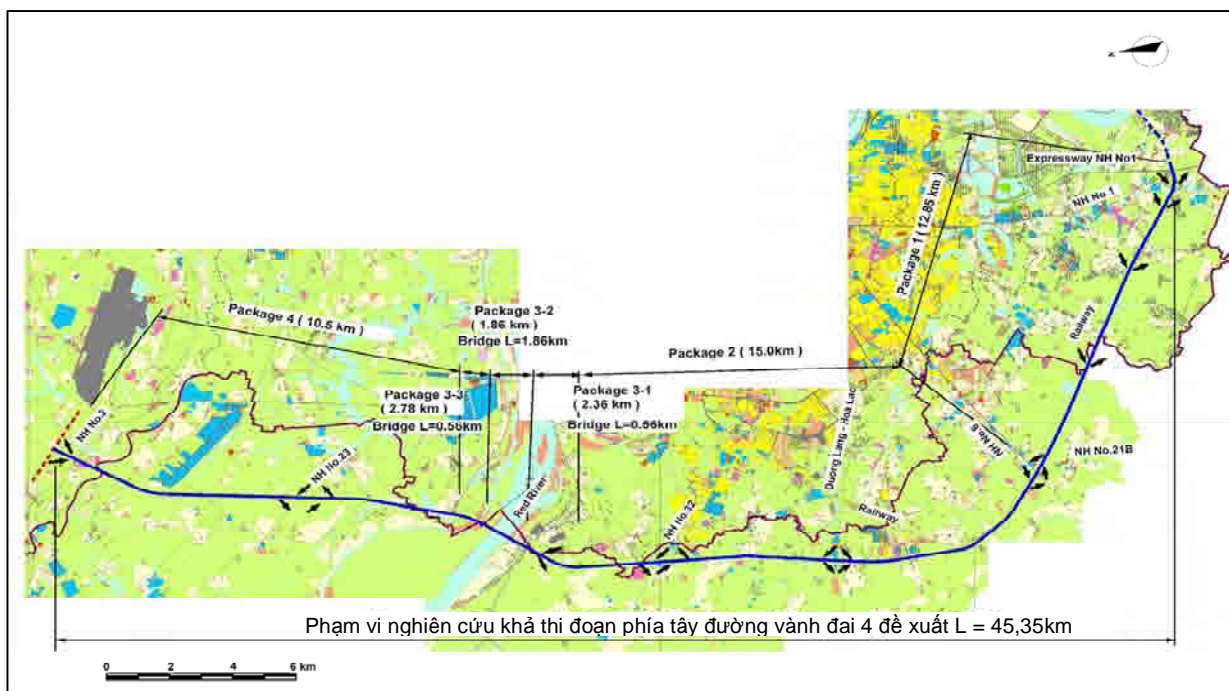 N
Expressway NH No1
NH No.1
Package 1 ( 12.85 km )
Railway
Package 3-2
( 1.86 km )
Bridge L=1.86km
Package 4 ( 10.5 km )
Package 2 ( 15.0km )
Package 3-3
( 2.78 km )
Bridge L=0.56km
Package 3-1
( 2.36 km )
Bridge L=0.66km
Duong Lang - Hoa Lac
NH No.6
NH No.2
NH No.23
NH No.21B
Red River
Railway
NH No.32
Phạm vi nghiên cứu khả thi đoạn phía tây đường vành đai 4 đề xuất L = 45,35km
0 2 4 6 km